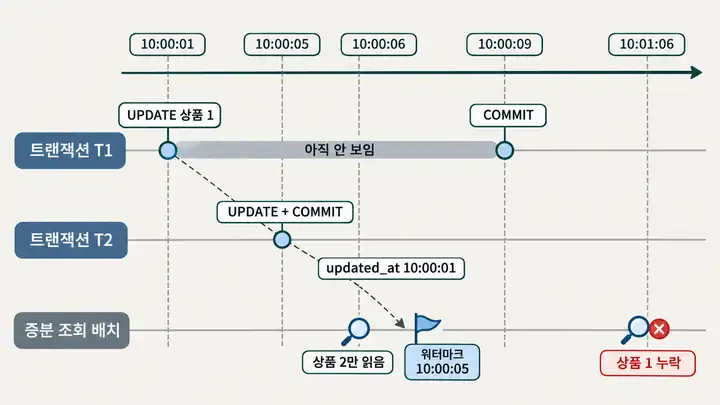 10:00:01
10:00:05
10:00:06
10:00:09
10:01:06
UPDATE 상품 1
COMMIT
트랜잭션 T1
아직 안 보임
UPDATE + COMMIT
트랜잭션 T2
updated_at 10:00:01
증분 조회 배치
상품 2만 읽음
워터마크
10:00:05
상품 1 누락